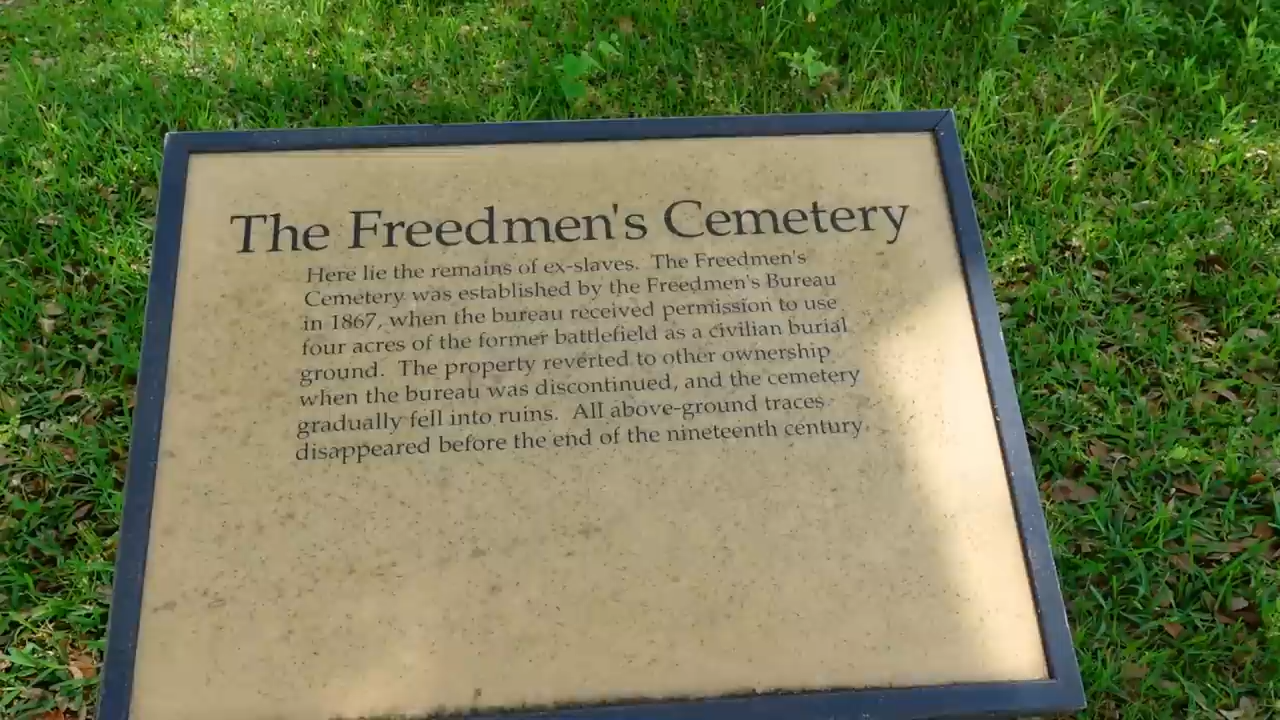 The Freedmen's Cemetery
Here lie the remains of ex-slaves. The Freedmen's
Cemetery was established by the Freedmen's Bureau
in 1867, when the bureau received permission to use
four acres of the former battlefield as a civilian burial
ground. The property reverted to other ownership
when the bureau was discontinued, and the cemetery
gradually fell into ruins. All above-ground traces
disappeared before the end of the nineteenth century.